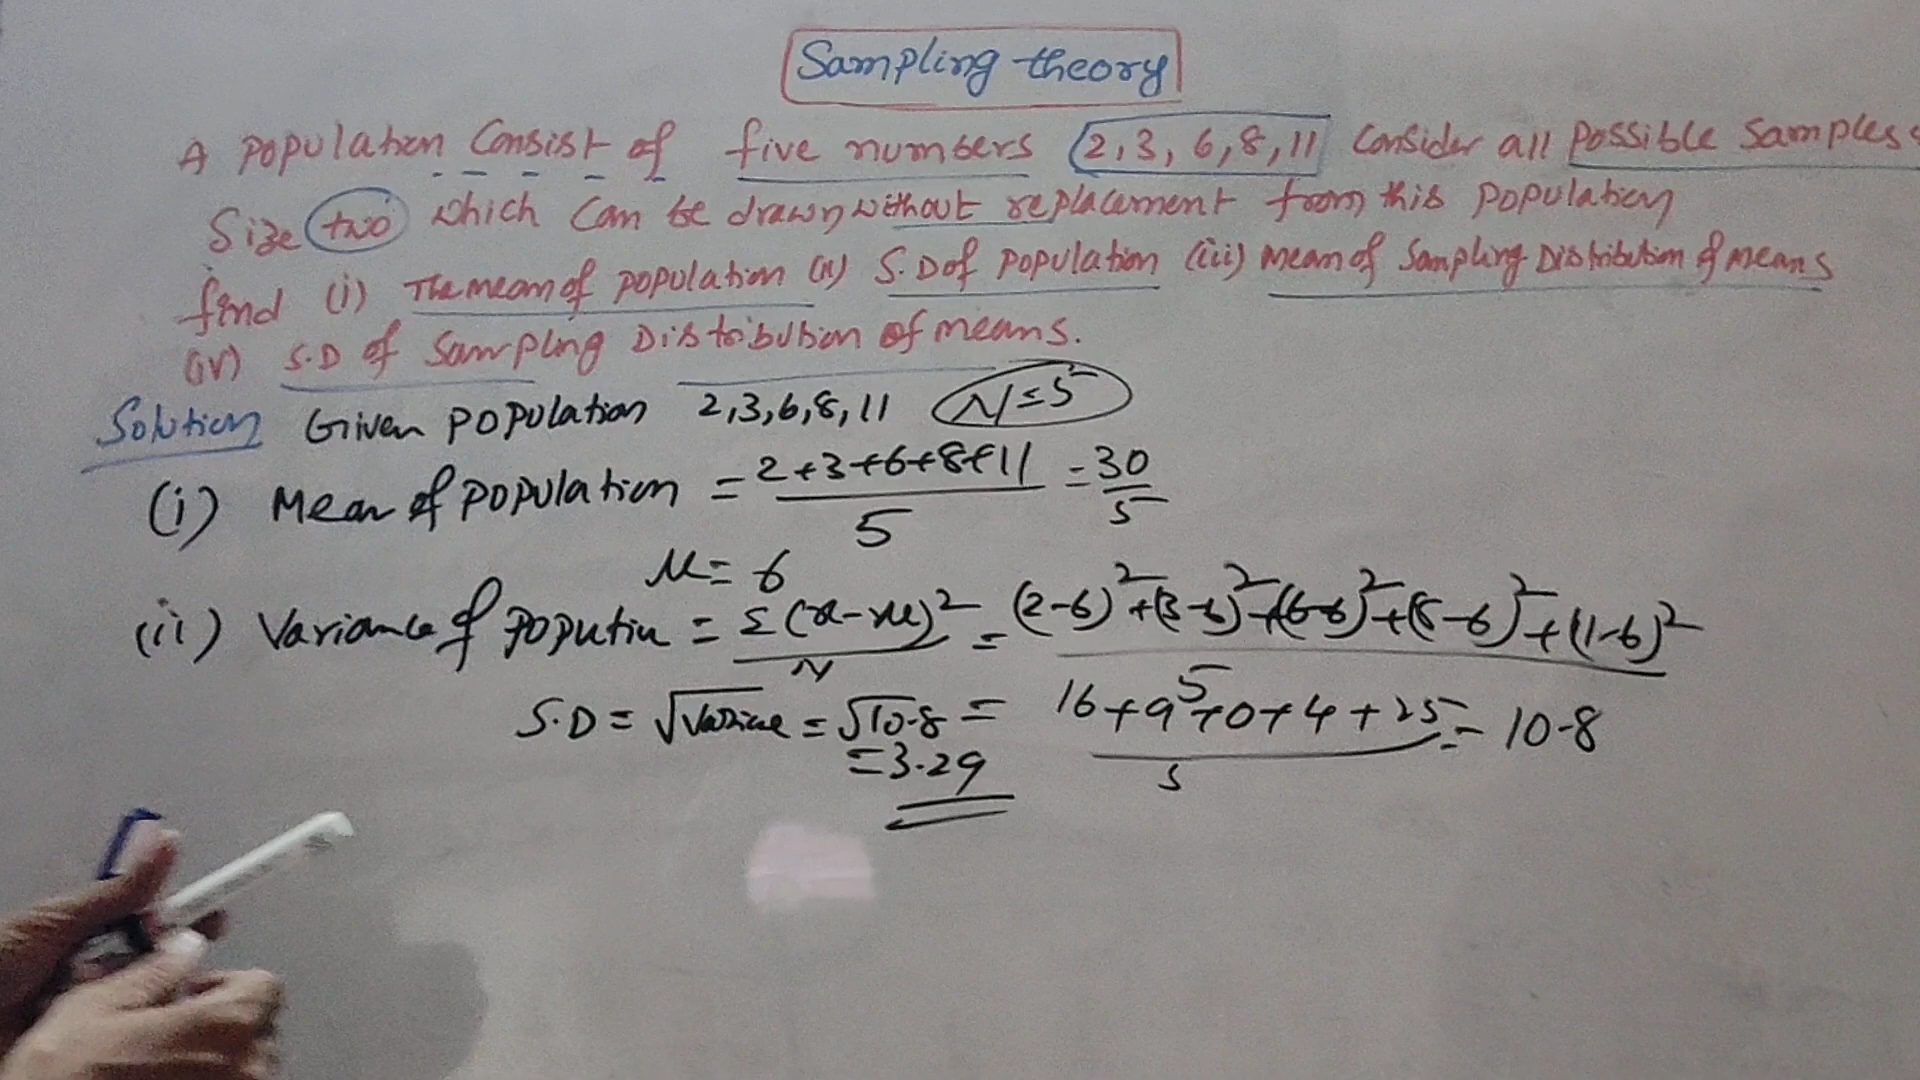 Sampling theory
A population Consist of five numbers (2,3,6,8,11) Consider all possible samples
Size two which can be drawn without replacement from this population
find (i) The mean of population (ii) S.D of population (iii) mean of Sampling Distribution of means
(iv) S.D of Sampling Distribution of means.
Solution Given population 2,3,6,8,11 N=5
(i) Mean of population = 2+3+6+8+11 / 5 = 30 / 5
μ = 6
(ii) Variance of Poputiu = Σ(x-μ)² / N = (2-6)²+(3-6)²+(6-6)²+(8-6)²+(11-6)² / 5
S.D = √Variance = √10.8 = 16+9+0+4+25 / 5 = 10.8
= 3.29